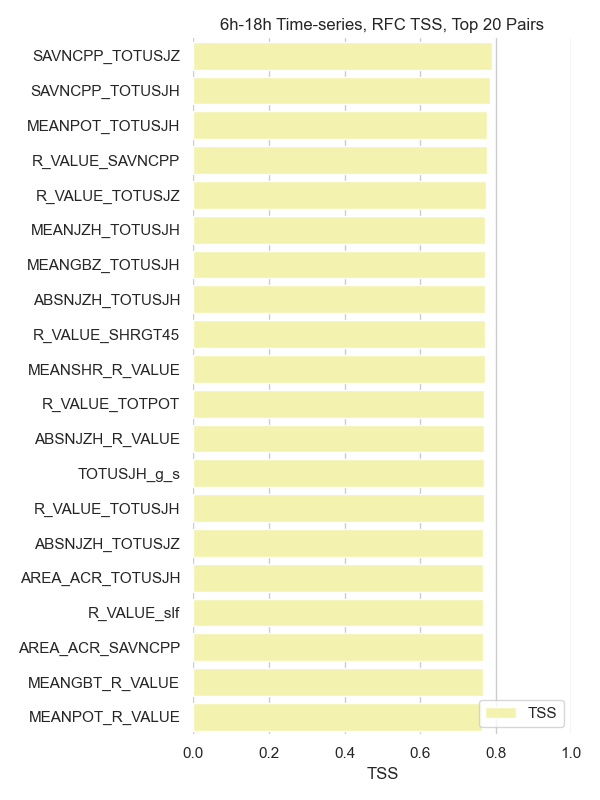 6h-18h Time-series, RFC TSS, Top 20 Pairs
SAVNCPP_TOTUSJZ
SAVNCPP_TOTUSJH
MEANPOT_TOTUSJH
R_VALUE_SAVNCPP
R_VALUE_TOTUSJZ
MEANJZH_TOTUSJH
MEANGBZ_TOTUSJH
ABSNJZH_TOTUSJH
R_VALUE_SHRGT45
MEANSHR_R_VALUE
R_VALUE_TOTPOT
ABSNJZH_R_VALUE
TOTUSJH_g_s
R_VALUE_TOTUSJH
ABSNJZH_TOTUSJZ
AREA_ACR_TOTUSJH
R_VALUE_slf
AREA_ACR_SAVNCPP
MEANGBT_R_VALUE
MEANPOT_R_VALUE
TSS
0.0 0.2 0.4 0.6 0.8 1.0
TSS